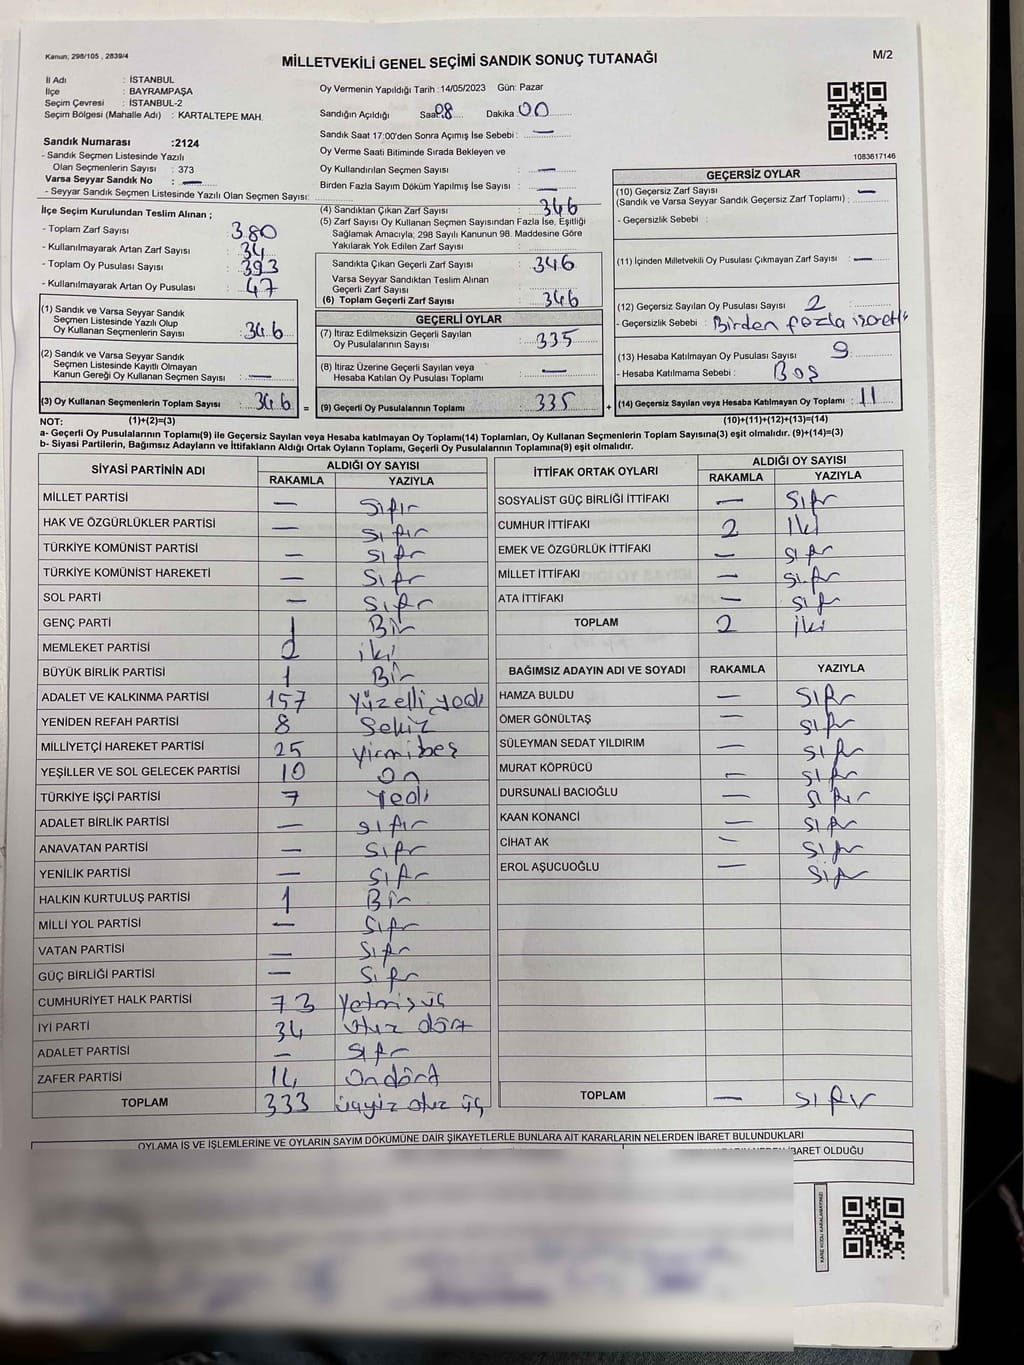 Kanun, 298/105 , 2839/4
MİLLETVEKİLİ GENEL SEÇİMİ SANDIK SONUÇ TUTANAĞI
M/2
İl Adı : İSTANBUL
İlçe : BAYRAMPAŞA
Seçim Çevresi : İSTANBUL-2
Seçim Bölgesi (Mahalle Adı) : KARTALTEPE MAH.
Sandık Numarası :2124
- Sandık Seçmen Listesinde Yazılı
Olan Seçmenlerin Sayısı : 373
Varsa Seyyar Sandık No : —
- Seyyar Sandık Seçmen Listesinde Yazılı Olan Seçmen Sayısı:
Oy Vermenin Yapıldığı Tarih :14/05/2023 Gün: Pazar
Sandığın Açıldığı Saat 08 Dakika 00
Sandık Saat 17:00'den Sonra Açımış İse Sebebi : —
Oy Verme Saati Bitiminde Sırada Bekleyen ve
Oy Kullandırılan Seçmen Sayısı : —
Birden Fazla Sayım Döküm Yapılmış İse Sayısı : —
1083617146
İlçe Seçim Kurulundan Teslim Alınan ;
- Toplam Zarf Sayısı : 380
- Kullanılmayarak Artan Zarf Sayısı : 34
- Toplam Oy Pusulası Sayısı : 393
- Kullanılmayarak Artan Oy Pusulası : 47
(1) Sandık ve Varsa Seyyar Sandık
Seçmen Listesinde Yazılı Olup
Oy Kullanan Seçmenlerin Sayısı : 346
(2) Sandık ve Varsa Seyyar Sandık
Seçmen Listesinde Kayıtlı Olmayan
Kanun Gereği Oy Kullanan Seçmen Sayısı : —
(3) Oy Kullanan Seçmenlerin Toplam Sayısı : 346 =
(4) Sandıktan Çıkan Zarf Sayısı : 346
(5) Zarf Sayısı Oy Kullanan Seçmen Sayısından Fazla İse, Eşitliği
Sağlamak Amacıyla; 298 Sayılı Kanunun 98. Maddesine Göre
Yakılarak Yok Edilen Zarf Sayısı :
Sandıkta Çıkan Geçerli Zarf Sayısı : 346
Varsa Seyyar Sandıktan Teslim Alınan
Geçerli Zarf Sayısı :
(6) Toplam Geçerli Zarf Sayısı : 346
GEÇERLİ OYLAR
(7) İtiraz Edilmeksizin Geçerli Sayılan
Oy Pusulalarının Sayısı : 335
(8) İtiraz Üzerine Geçerli Sayılan veya
Hesaba Katılan Oy Pusulası Toplamı : —
(9) Geçerli Oy Pusulalarının Toplamı : 335 +
GEÇERSİZ OYLAR
(10) Geçersiz Zarf Sayısı
(Sandık ve Varsa Seyyar Sandık Geçersiz Zarf Toplamı) : —
- Geçersizlik Sebebi :
(11) İçinden Milletvekili Oy Pusulası Çıkmayan Zarf Sayısı : —
(12) Geçersiz Sayılan Oy Pusulası Sayısı : 2
- Geçersizlik Sebebi : Birden fazla işaretli
(13) Hesaba Katılmayan Oy Pusulası Sayısı : 9
- Hesaba Katılmama Sebebi : Boş
(14) Geçersiz Sayılan veya Hesaba Katılmayan Oy Toplamı : 11
NOT: (1)+(2)=(3) (10)+(11)+(12)+(13)=(14)
a- Geçerli Oy Pusulalarının Toplamı(9) ile Geçersiz Sayılan veya Hesaba katılmayan Oy Toplamı(14) Toplamları, Oy Kullanan Seçmenlerin Toplam Sayısına(3) eşit olmalıdır. (9)+(14)=(3)
b- Siyasi Partilerin, Bağımsız Adayların ve İttifakların Aldığı Ortak Oyların Toplamı, Geçerli Oy Pusulalarının Toplamına(9) eşit olmalıdır.
SİYASİ PARTİNİN ADI ALDIĞI OY SAYISI
RAKAMLA YAZIYLA
MİLLET PARTİSİ — Sıfır
HAK VE ÖZGÜRLÜKLER PARTİSİ — sıfır
TÜRKİYE KOMÜNİST PARTİSİ — sıfır
TÜRKİYE KOMÜNİST HAREKETİ — Sıfır
SOL PARTİ — Sıfır
GENÇ PARTİ 1 Bir
MEMLEKET PARTİSİ 2 iki
BÜYÜK BİRLİK PARTİSİ 1 Bir
ADALET VE KALKINMA PARTİSİ 157 Yüzelli yedi
YENİDEN REFAH PARTİSİ 8 Sekiz
MİLLİYETÇİ HAREKET PARTİSİ 25 Yirmi beş
YEŞİLLER VE SOL GELECEK PARTİSİ 10 On
TÜRKİYE İŞÇİ PARTİSİ 7 Yedi
ADALET BİRLİK PARTİSİ — sıfır
ANAVATAN PARTİSİ — Sıfır
YENİLİK PARTİSİ — Sıfır
HALKIN KURTULUŞ PARTİSİ 1 Bir
MİLLİ YOL PARTİSİ — Sıfır
VATAN PARTİSİ — Sıfır
GÜÇ BİRLİĞİ PARTİSİ — Sıfır
CUMHURİYET HALK PARTİSİ 73 Yetmiş üç
İYİ PARTİ 34 otuz dört
ADALET PARTİSİ — Sıfır
ZAFER PARTİSİ 14 Ondört
TOPLAM 333 üçyüz otuz üç
İTTİFAK ORTAK OYLARI ALDIĞI OY SAYISI
RAKAMLA YAZIYLA
SOSYALİST GÜÇ BİRLİĞİ İTTİFAKI — Sıfır
CUMHUR İTTİFAKI 2 İki
EMEK VE ÖZGÜRLÜK İTTİFAKI — sıfır
MİLLET İTTİFAKI — sıfır
ATA İTTİFAKI — sıfır
TOPLAM 2 iki
BAĞIMSIZ ADAYIN ADI VE SOYADI RAKAMLA YAZIYLA
HAMZA BULDU — Sıfır
ÖMER GÖNÜLTAŞ — sıfır
SÜLEYMAN SEDAT YILDIRIM — sıfır
MURAT KÖPRÜCÜ — sıfır
DURSUNALİ BACIOĞLU — sıfır
KAAN KONANCİ — sıfır
CİHAT AK — sıfır
EROL AŞUCUOĞLU — Sıfır
TOPLAM — sıfır
OYLAMA İŞ VE İŞLEMLERİNE VE OYLARIN SAYIM DÖKÜMÜNE DAİR ŞİKAYETLERLE BUNLARA AİT KARARLARIN NELERDEN İBARET BULUNDUKLARI
İBARET OLDUĞU
KARE KODU KARALAMAYINIZ!